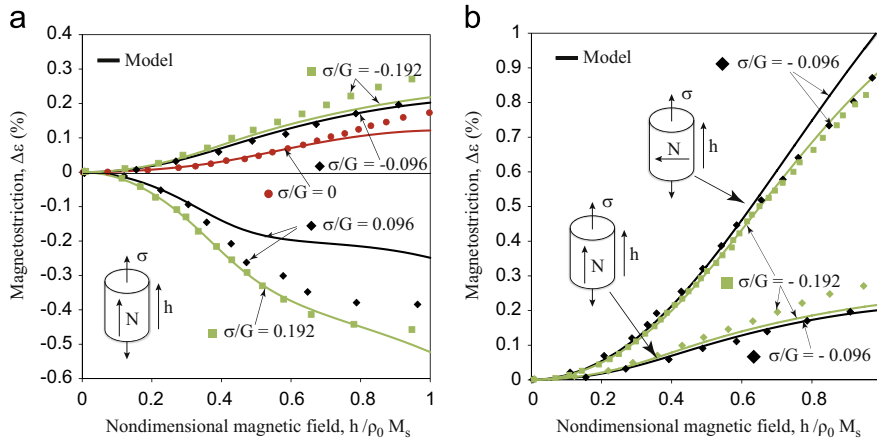 a
0.4
0.3
0.2
0.1
0
-0.1
-0.2
-0.3
-0.4
-0.5
-0.6
Magnetostriction, Δε (%)
Model
σ/G = -0.192
σ/G = -0.096
σ/G = 0
σ/G = 0.096
σ/G = 0.192
σ
N
h
0
0.2
0.4
0.6
0.8
1
Nondimensional magnetic field, h /ρ₀ Mₛ
b
1
0.9
0.8
0.7
0.6
0.5
0.4
0.3
0.2
0.1
0
Magnetostriction, Δε (%)
Model
σ/G = - 0.096
σ
N
h
σ
N
h
σ/G = -0.192
σ/G = - 0.096
0
0.2
0.4
0.6
0.8
Nondimensional magnetic field, h /ρ₀ Mₛ